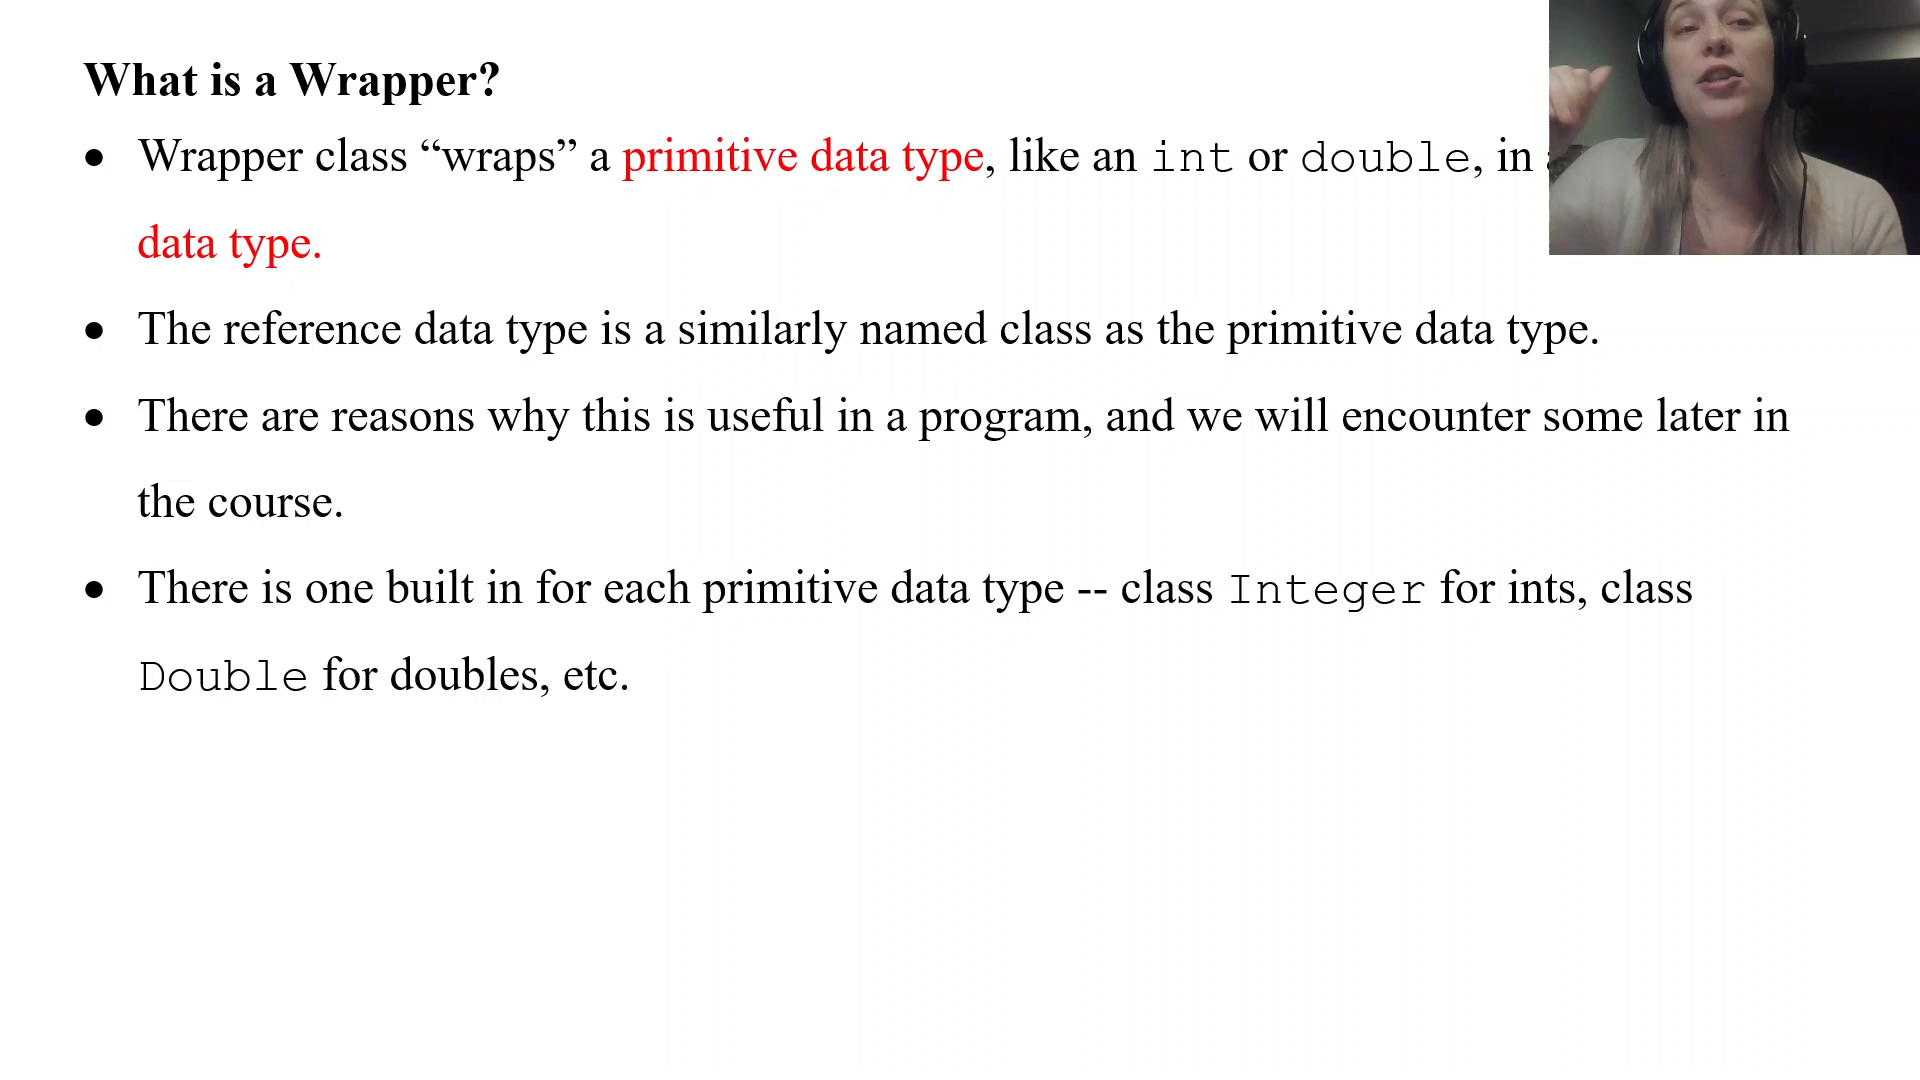 What is a Wrapper?
• Wrapper class “wraps” a primitive data type, like an int or double, in
data type.
• The reference data type is a similarly named class as the primitive data type.
• There are reasons why this is useful in a program, and we will encounter some later in
the course.
• There is one built in for each primitive data type -- class Integer for ints, class
Double for doubles, etc.